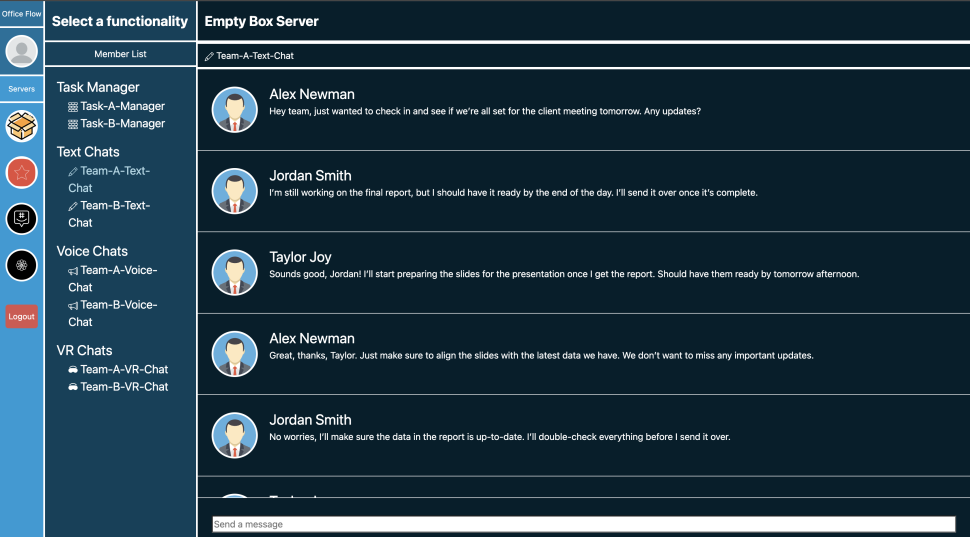 Office Flow
Servers
Logout
Select a functionality
Member List
Task Manager
Task-A-Manager
Task-B-Manager
Text Chats
Team-A-Text-
Chat
Team-B-Text-
Chat
Voice Chats
Team-A-Voice-
Chat
Team-B-Voice-
Chat
VR Chats
Team-A-VR-Chat
Team-B-VR-Chat
Empty Box Server
Team-A-Text-Chat
Alex Newman
Hey team, just wanted to check in and see if we're all set for the client meeting tomorrow. Any updates?
Jordan Smith
I'm still working on the final report, but I should have it ready by the end of the day. I'll send it over once it's complete.
Taylor Joy
Sounds good, Jordan! I'll start preparing the slides for the presentation once I get the report. Should have them ready by tomorrow afternoon.
Alex Newman
Great, thanks, Taylor. Just make sure to align the slides with the latest data we have. We don't want to miss any important updates.
Jordan Smith
No worries, I'll make sure the data in the report is up-to-date. I'll double-check everything before I send it over.
Send a message